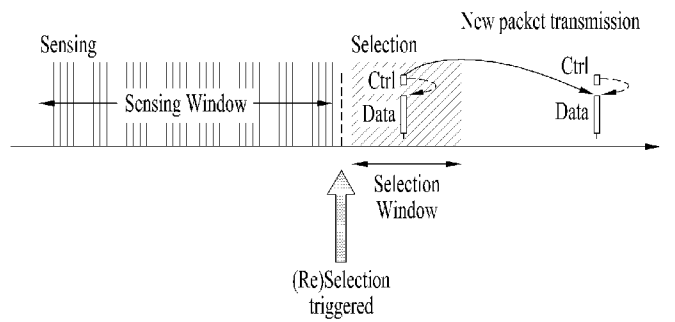 New packet transmission
Sensing
Selection
Ctrl
Ctrl
Sensing Window
Data
Data
Selection
Window
(Re)Selection
triggered